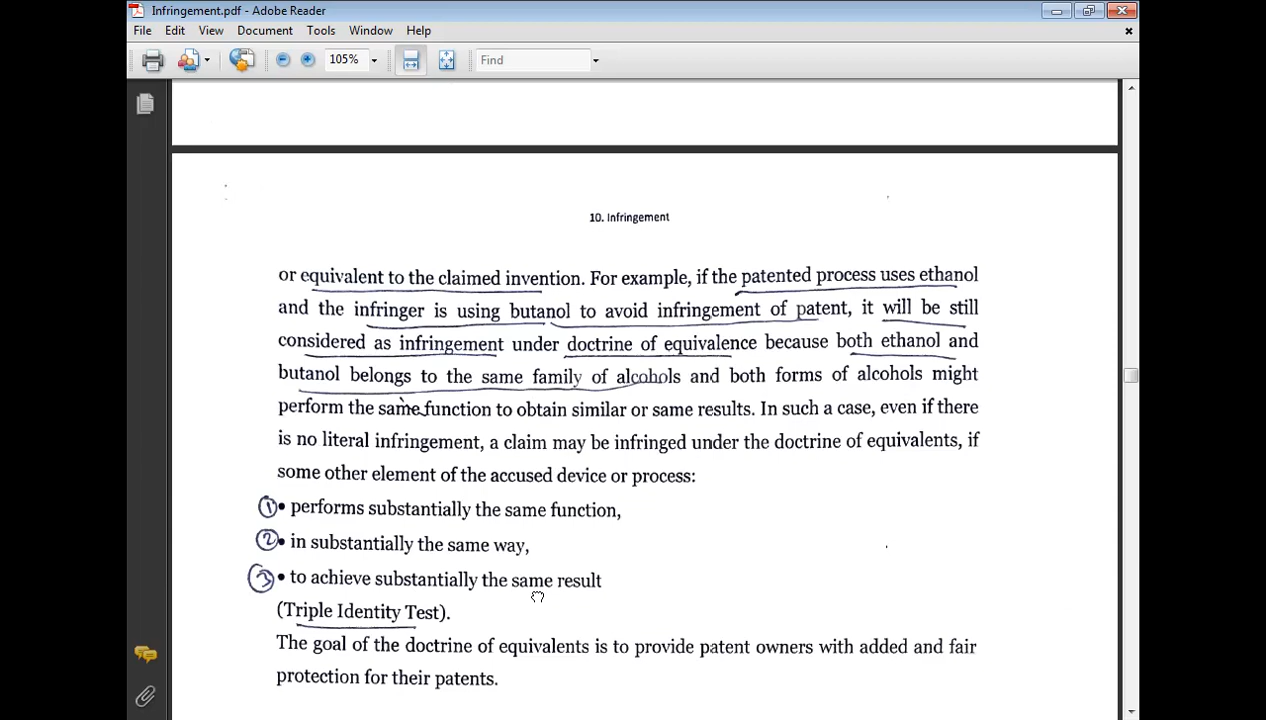 Infringement.pdf - Adobe Reader
File Edit View Document Tools Window Help
105% Find
10. Infringement
or equivalent to the claimed invention. For example, if the patented process uses ethanol
and the infringer is using butanol to avoid infringement of patent, it will be still
considered as infringement under doctrine of equivalence because both ethanol and
butanol belongs to the same family of alcohols and both forms of alcohols might
perform the same function to obtain similar or same results. In such a case, even if there
is no literal infringement, a claim may be infringed under the doctrine of equivalents, if
some other element of the accused device or process:
1 • performs substantially the same function,
2 • in substantially the same way,
3 • to achieve substantially the same result
(Triple Identity Test).
The goal of the doctrine of equivalents is to provide patent owners with added and fair
protection for their patents.